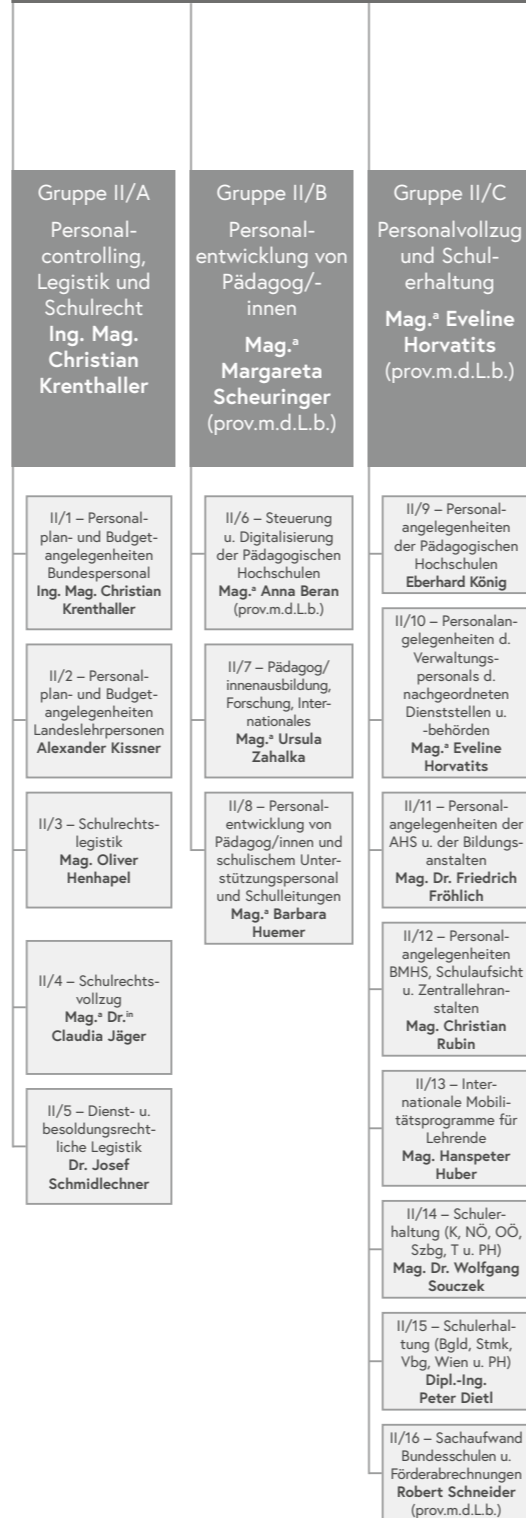 Gruppe II/A
Personal-
controlling,
Legistik und
Schulrecht
Ing. Mag.
Christian
Krenthaller
II/1 – Personal-
plan- und Budget-
angelegenheiten
Bundespersonal
Ing. Mag. Christian
Krenthaller
II/2 – Personal-
plan- und Budget-
angelegenheiten
Landeslehrpersonen
Alexander Kissner
II/3 – Schulrechts-
legistik
Mag. Oliver
Henhapel
II/4 – Schulrechts-
vollzug
Mag.ª Dr.ⁱⁿ
Claudia Jäger
II/5 – Dienst- u.
besoldungsrecht-
liche Legistik
Dr. Josef
Schmidlechner
Gruppe II/B
Personal-
entwicklung von
Pädagog/-
innen
Mag.ª
Margareta
Scheuringer
(prov.m.d.L.b.)
II/6 – Steuerung
u. Digitalisierung
der Pädagogischen
Hochschulen
Mag.ª Anna Beran
(prov.m.d.L.b.)
II/7 – Pädagog/
innenausbildung,
Forschung, Inter-
nationales
Mag.ª Ursula
Zahalka
II/8 – Personal-
entwicklung von
Pädagog/innen und
schulischem Unter-
stützungspersonal
und Schulleitungen
Mag.ª Barbara
Huemer
Gruppe II/C
Personalvollzug
und Schul-
erhaltung
Mag.ª Eveline
Horvatits
(prov.m.d.L.b.)
II/9 – Personal-
angelegenheiten
der Pädagogischen
Hochschulen
Eberhard König
II/10 – Personalan-
gelegenheiten d.
Verwaltungs-
personals d.
nachgeordneten
Dienststellen u.
-behörden
Mag.ª Eveline
Horvatits
II/11 – Personal-
angelegenheiten der
AHS u. der Bildungs-
anstalten
Mag. Dr. Friedrich
Fröhlich
II/12 – Personal-
angelegenheiten
BMHS, Schulaufsicht
u. Zentrallehran-
stalten
Mag. Christian
Rubin
II/13 – Inter-
nationale Mobili-
tätsprogramme für
Lehrende
Mag. Hanspeter
Huber
II/14 – Schuler-
haltung (K, NÖ, OÖ,
Szbg, T u. PH)
Mag. Dr. Wolfgang
Souczek
II/15 – Schulerhal-
tung (Bgld, Stmk,
Vbg, Wien u. PH)
Dipl.-Ing.
Peter Dietl
II/16 – Sachaufwand
Bundesschulen u.
Förderabrechnungen
Robert Schneider
(prov.m.d.L.b.)